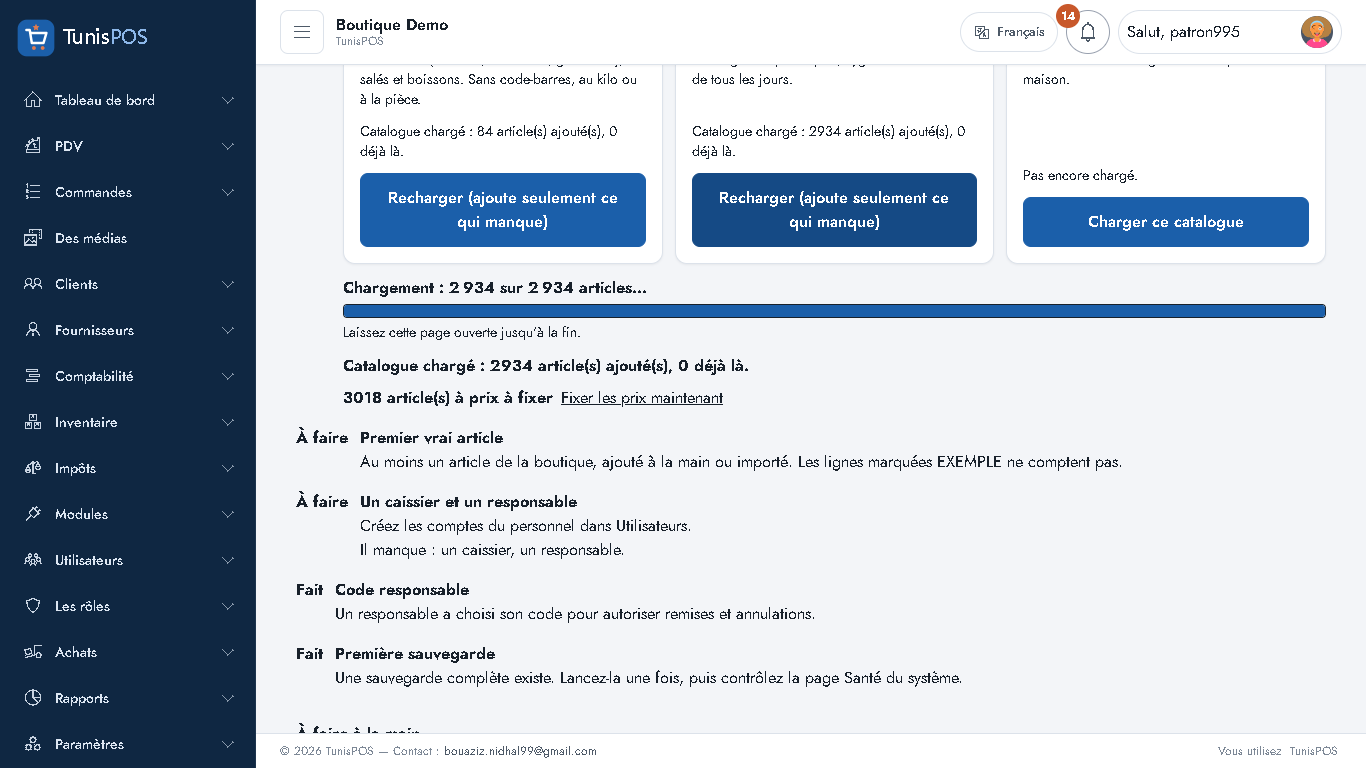 TunisPOS
Boutique Demo
TunisPOS
Français
14
Salut, patron995
Tableau de bord
PDV
Commandes
Des médias
Clients
Fournisseurs
Comptabilité
Inventaire
Impôts
Modules
Utilisateurs
Les rôles
Achats
Rapports
Paramètres
salés et boissons. Sans code-barres, au kilo ou
à la pièce.
Catalogue chargé : 84 article(s) ajouté(s), 0
déjà là.
Recharger (ajoute seulement ce
qui manque)
de tous les jours.
Catalogue chargé : 2934 article(s) ajouté(s), 0
déjà là.
Recharger (ajoute seulement ce
qui manque)
maison.
Pas encore chargé.
Charger ce catalogue
Chargement : 2 934 sur 2 934 articles...
Laissez cette page ouverte jusqu'à la fin.
Catalogue chargé : 2934 article(s) ajouté(s), 0 déjà là.
3018 article(s) à prix à fixer Fixer les prix maintenant
À faire Premier vrai article
Au moins un article de la boutique, ajouté à la main ou importé. Les lignes marquées EXEMPLE ne comptent pas.
À faire Un caissier et un responsable
Créez les comptes du personnel dans Utilisateurs.
Il manque : un caissier, un responsable.
Fait Code responsable
Un responsable a choisi son code pour autoriser remises et annulations.
Fait Première sauvegarde
Une sauvegarde complète existe. Lancez-la une fois, puis contrôlez la page Santé du système.
À faire à la main
© 2026 TunisPOS — Contact : bouaziz.nidhal99@gmail.com
Vous utilisez TunisPOS